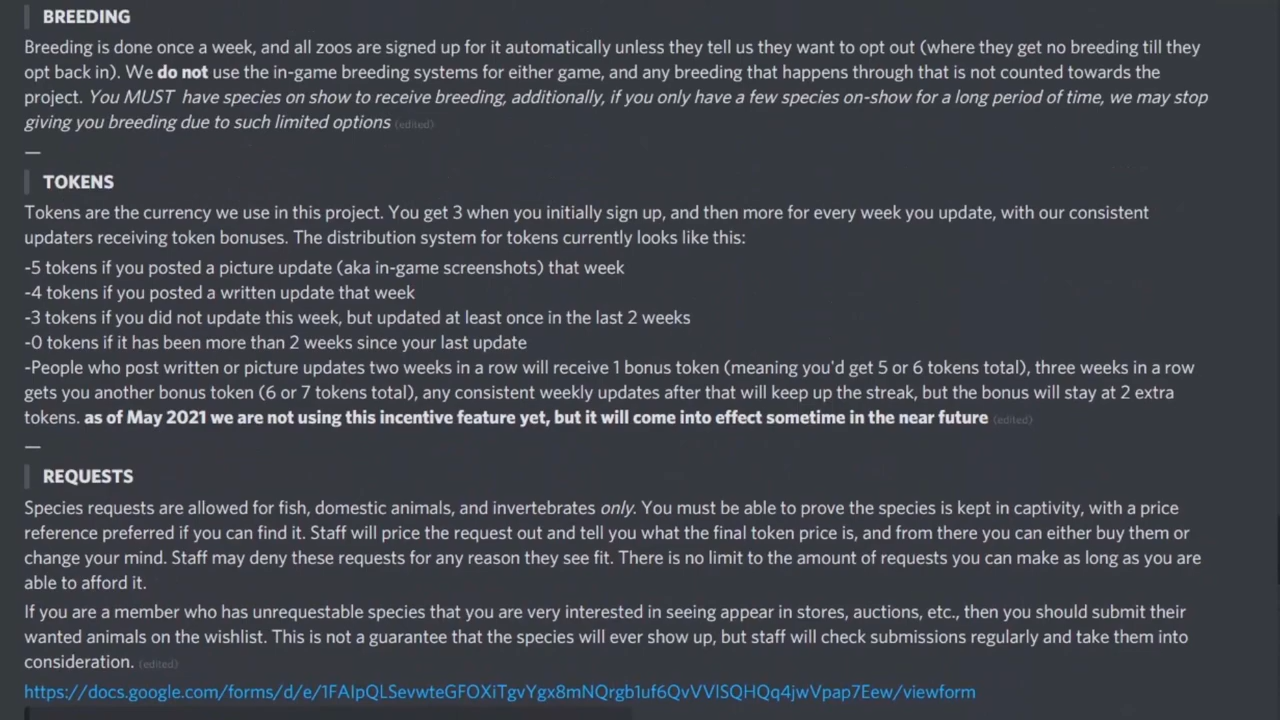 BREEDING
Breeding is done once a week, and all zoos are signed up for it automatically unless they tell us they want to opt out (where they get no breeding till they
opt back in). We do not use the in-game breeding systems for either game, and any breeding that happens through that is not counted towards the
project. You MUST have species on show to receive breeding, additionally, if you only have a few species on-show for a long period of time, we may stop
giving you breeding due to such limited options (edited)
—
TOKENS
Tokens are the currency we use in this project. You get 3 when you initially sign up, and then more for every week you update, with our consistent
updaters receiving token bonuses. The distribution system for tokens currently looks like this:
-5 tokens if you posted a picture update (aka in-game screenshots) that week
-4 tokens if you posted a written update that week
-3 tokens if you did not update this week, but updated at least once in the last 2 weeks
-0 tokens if it has been more than 2 weeks since your last update
-People who post written or picture updates two weeks in a row will receive 1 bonus token (meaning you'd get 5 or 6 tokens total), three weeks in a row
gets you another bonus token (6 or 7 tokens total), any consistent weekly updates after that will keep up the streak, but the bonus will stay at 2 extra
tokens. as of May 2021 we are not using this incentive feature yet, but it will come into effect sometime in the near future (edited)
—
REQUESTS
Species requests are allowed for fish, domestic animals, and invertebrates only. You must be able to prove the species is kept in captivity, with a price
reference preferred if you can find it. Staff will price the request out and tell you what the final token price is, and from there you can either buy them or
change your mind. Staff may deny these requests for any reason they see fit. There is no limit to the amount of requests you can make as long as you are
able to afford it.
If you are a member who has unrequestable species that you are very interested in seeing appear in stores, auctions, etc., then you should submit their
wanted animals on the wishlist. This is not a guarantee that the species will ever show up, but staff will check submissions regularly and take them into
consideration. (edited)
https://docs.google.com/forms/d/e/1FAIpQLSevwteGFOXiTgvYgx8mNQrgb1uf6QvVVlSQHQq4jwVpap7Eew/viewform